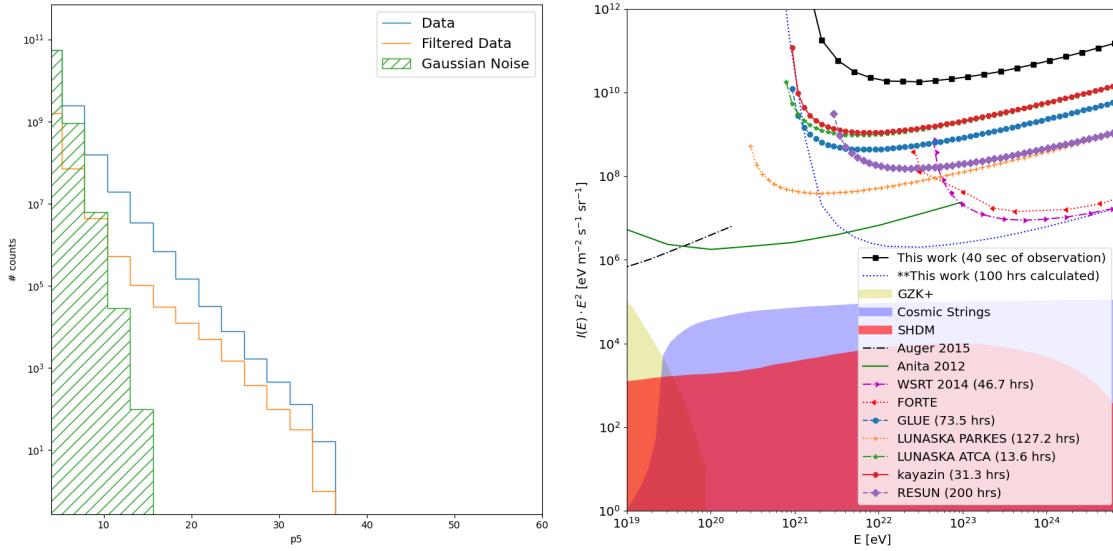 Data
Filtered Data
Gaussian Noise
10^11
10^9
10^7
10^5
10^3
10^1
# counts
10 20 30 40 50 60
p5
10^12
10^10
10^8
10^6
10^4
10^2
10^0
I(E) · E^2 [eV m^-2 s^-1 sr^-1]
This work (40 sec of observation)
**This work (100 hrs calculated)
GZK+
Cosmic Strings
SHDM
Auger 2015
Anita 2012
WSRT 2014 (46.7 hrs)
FORTE
GLUE (73.5 hrs)
LUNASKA PARKES (127.2 hrs)
LUNASKA ATCA (13.6 hrs)
kayazin (31.3 hrs)
RESUN (200 hrs)
10^19 10^20 10^21 10^22 10^23 10^24
E [eV]